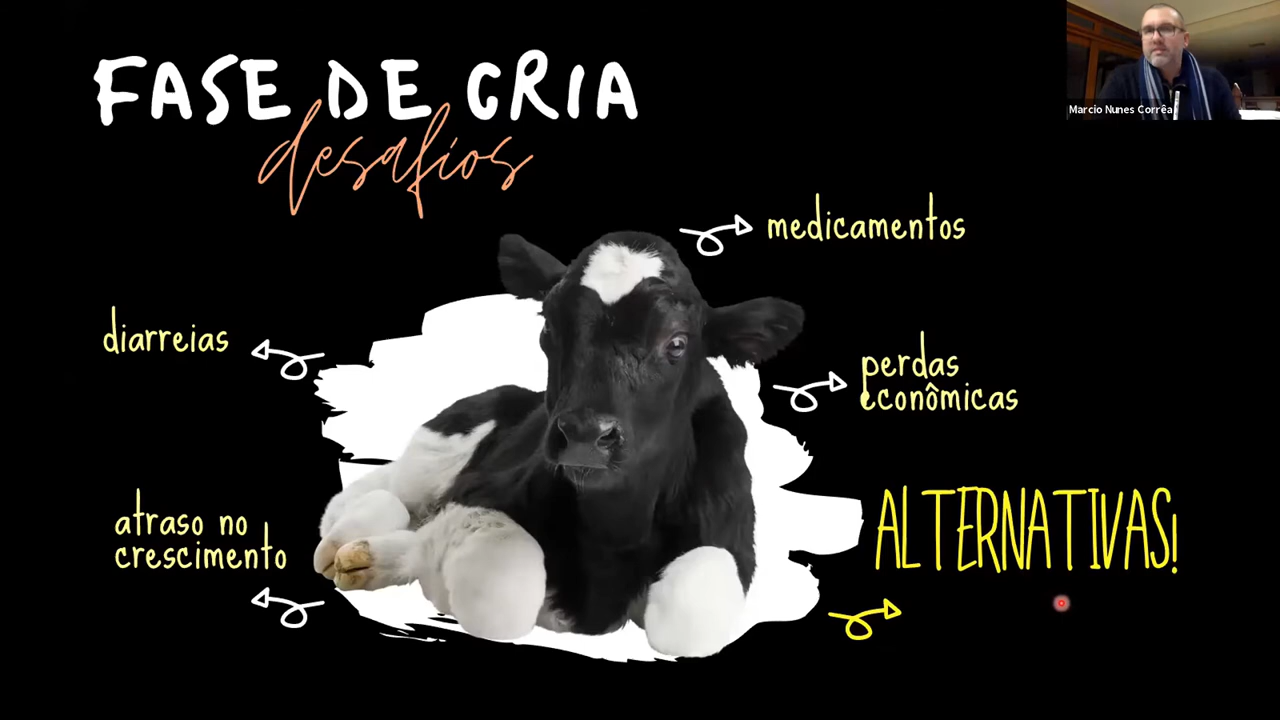 FASE DE CRIA
desafios
Marcio Nunes Corrêa
medicamentos
diarreias
perdas
econômicas
atraso no
crescimento
ALTERNATIVAS!